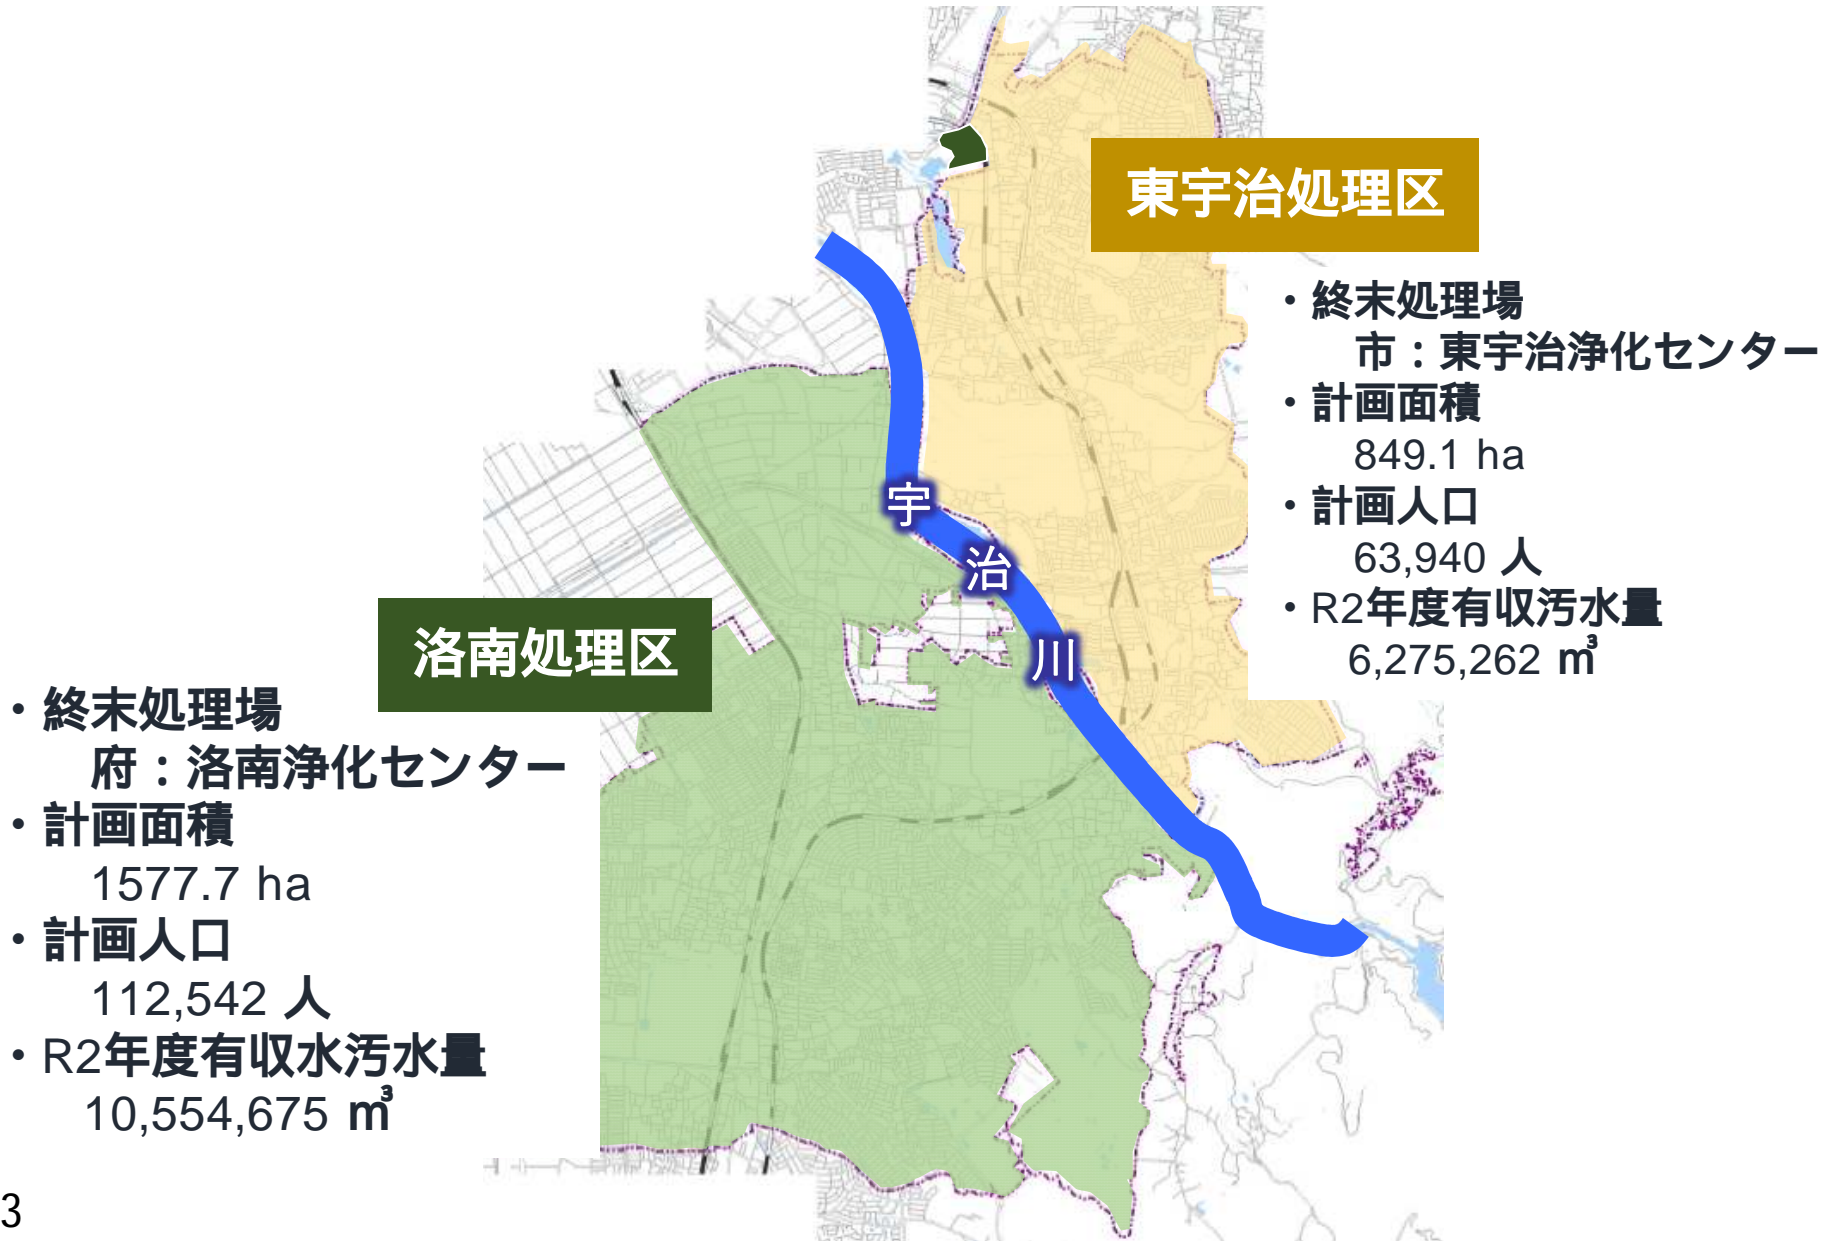 東宇治処理区
・終末処理場
市：東宇治浄化センター
・計画面積
849.1 ha
・計画人口
63,940 人
・R2年度有収汚水量
6,275,262 ㎥
宇
治
川
洛南処理区
・終末処理場
府：洛南浄化センター
・計画面積
1577.7 ha
・計画人口
112,542 人
・R2年度有収水汚水量
10,554,675 ㎥
3